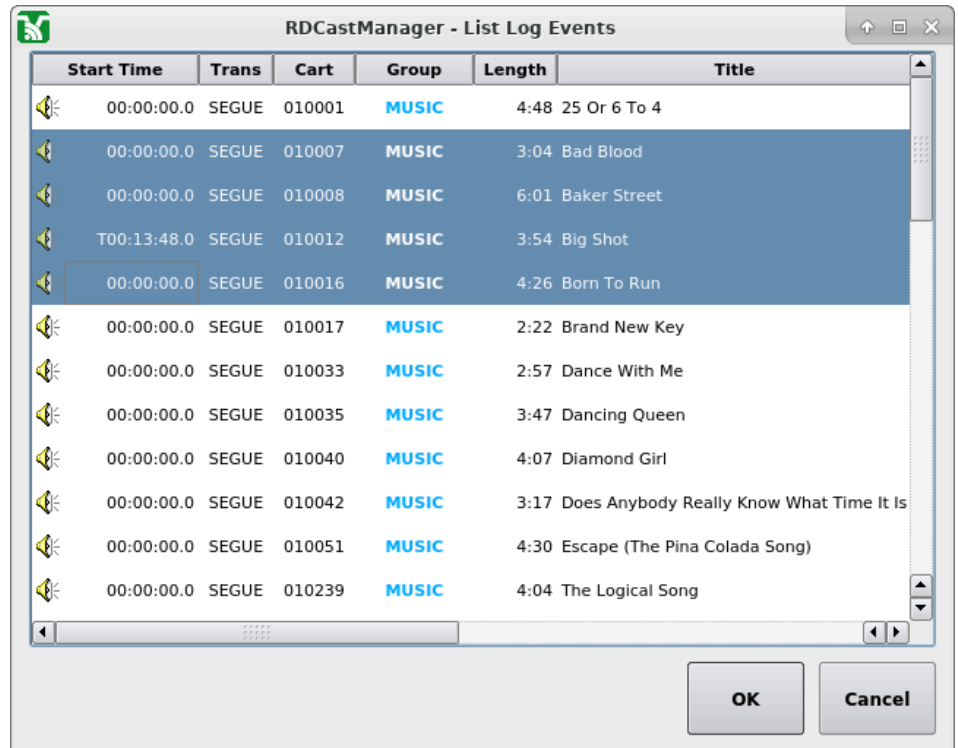 RDCastManager - List Log Events
Start Time Trans Cart Group Length Title
00:00:00.0 SEGUE 010001 MUSIC 4:48 25 Or 6 To 4
00:00:00.0 SEGUE 010007 MUSIC 3:04 Bad Blood
00:00:00.0 SEGUE 010008 MUSIC 6:01 Baker Street
T00:13:48.0 SEGUE 010012 MUSIC 3:54 Big Shot
00:00:00.0 SEGUE 010016 MUSIC 4:26 Born To Run
00:00:00.0 SEGUE 010017 MUSIC 2:22 Brand New Key
00:00:00.0 SEGUE 010033 MUSIC 2:57 Dance With Me
00:00:00.0 SEGUE 010035 MUSIC 3:47 Dancing Queen
00:00:00.0 SEGUE 010040 MUSIC 4:07 Diamond Girl
00:00:00.0 SEGUE 010042 MUSIC 3:17 Does Anybody Really Know What Time It Is
00:00:00.0 SEGUE 010051 MUSIC 4:30 Escape (The Pina Colada Song)
00:00:00.0 SEGUE 010239 MUSIC 4:04 The Logical Song
OK Cancel